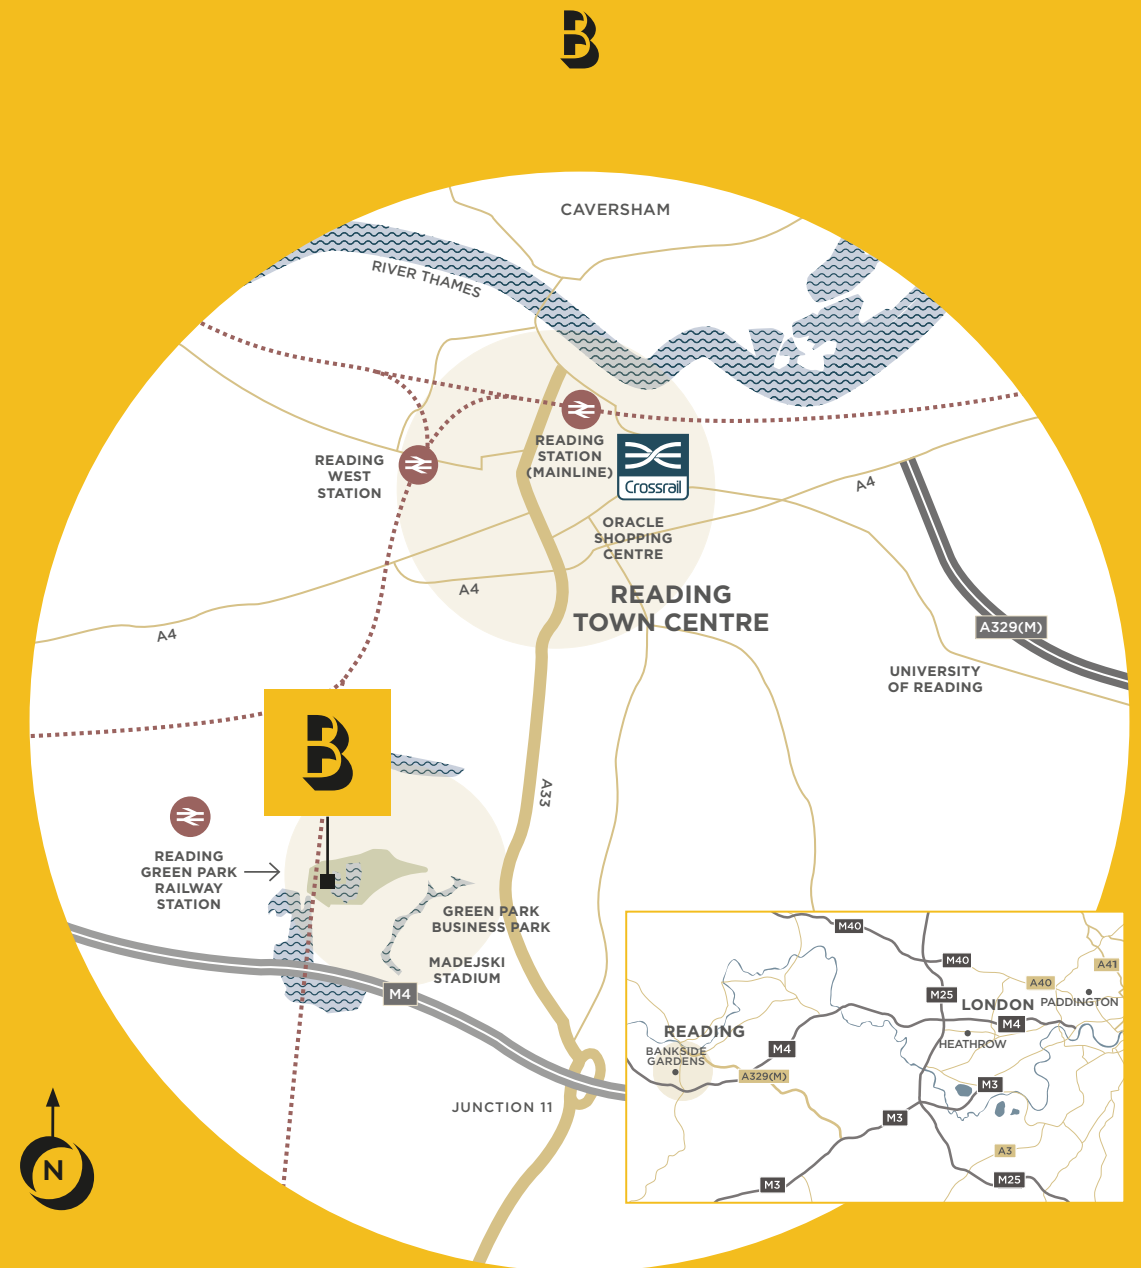 B
CAVERSHAM
RIVER THAMES
READING
STATION
(MAINLINE)
Crossrail
READING
WEST
STATION
A4
ORACLE
SHOPPING
CENTRE
A4
READING
TOWN CENTRE
A4
A329(M)
UNIVERSITY
OF READING
B
A33
READING
GREEN PARK
RAILWAY
STATION
GREEN PARK
BUSINESS PARK
MADEJSKI
STADIUM
M4
JUNCTION 11
N
M40
M40
A41
A40
M25
LONDON
PADDINGTON
M4
READING
HEATHROW
BANKSIDE
GARDENS
M4
A329(M)
M3
M3
A3
M25
M3